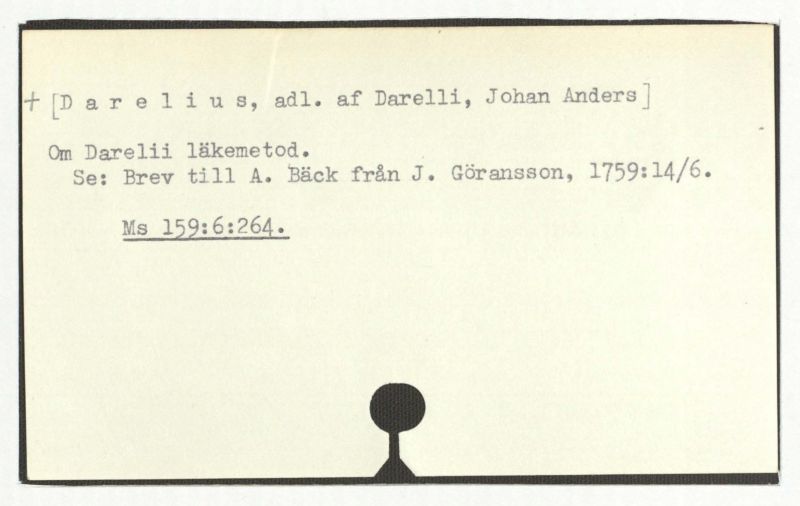 + [D a r e l i u s, adl. af Darelli, Johan Anders]
Om Darelii läkemetod.
Se: Brev till A. Bäck från J. Göransson, 1759:14/6.
Ms 159:6:264.